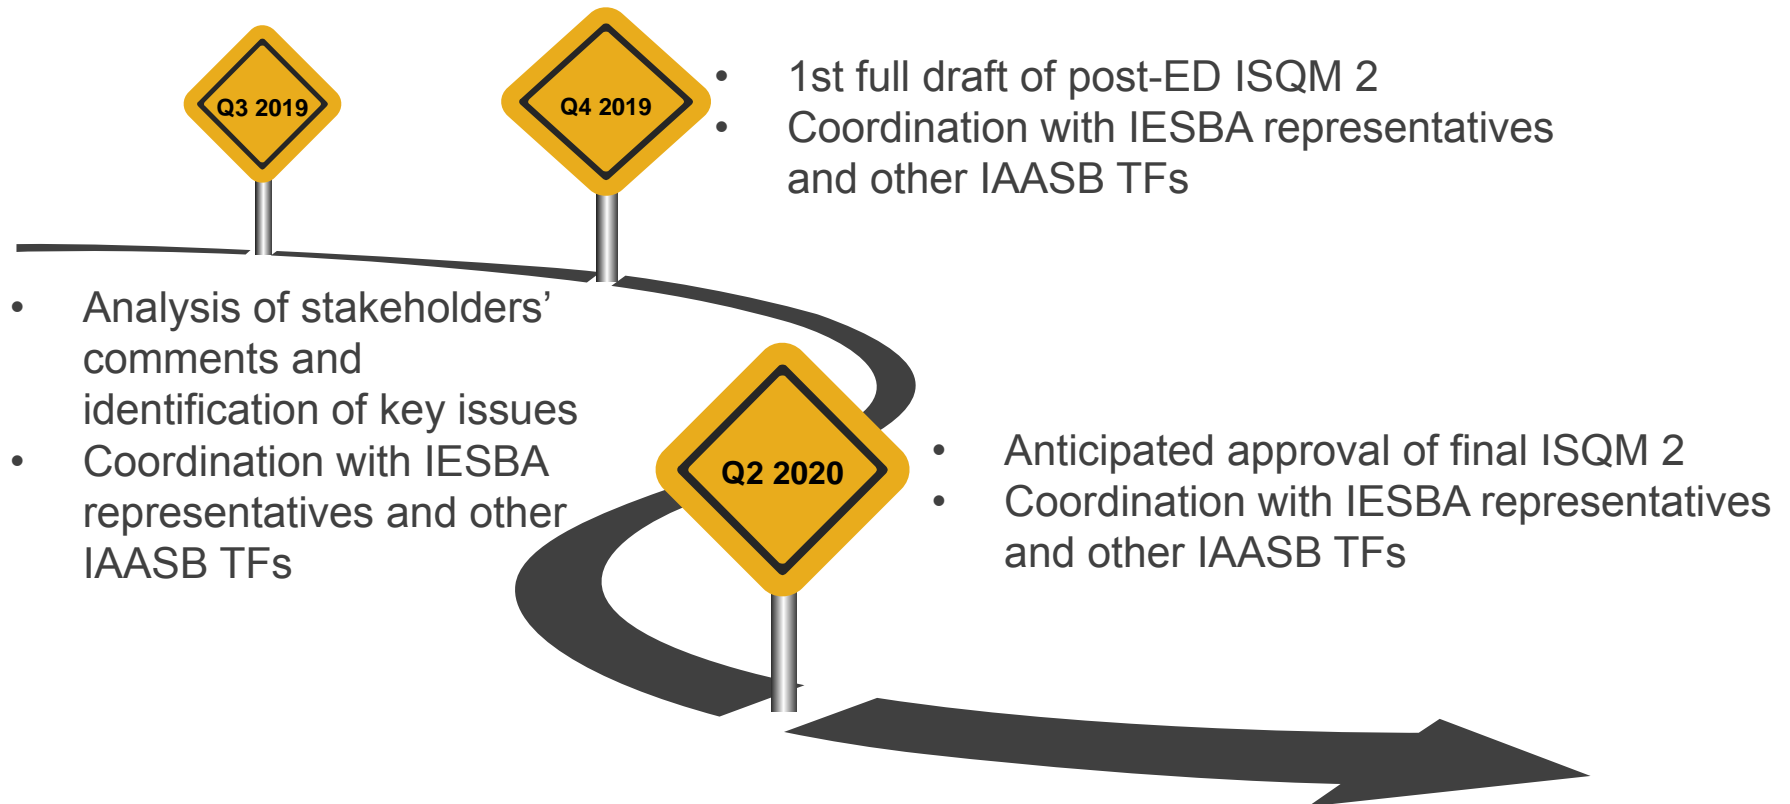 Q3 2019
• Analysis of stakeholders’
comments and
identification of key issues
• Coordination with IESBA
representatives and other
IAASB TFs
Q4 2019
• 1st full draft of post-ED ISQM 2
• Coordination with IESBA representatives
and other IAASB TFs
Q2 2020
• Anticipated approval of final ISQM 2
• Coordination with IESBA representatives
and other IAASB TFs